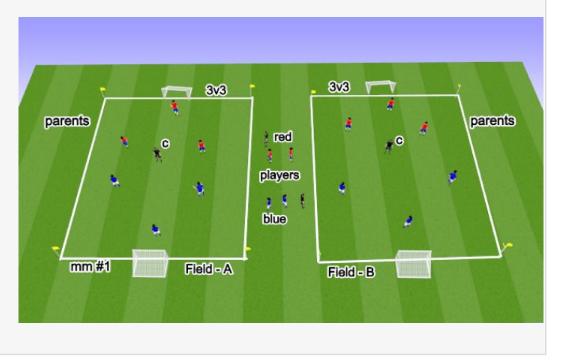 3v3
3v3
parents
parents
c
c
red
players
blue
mm #1
Field - A
Field - B